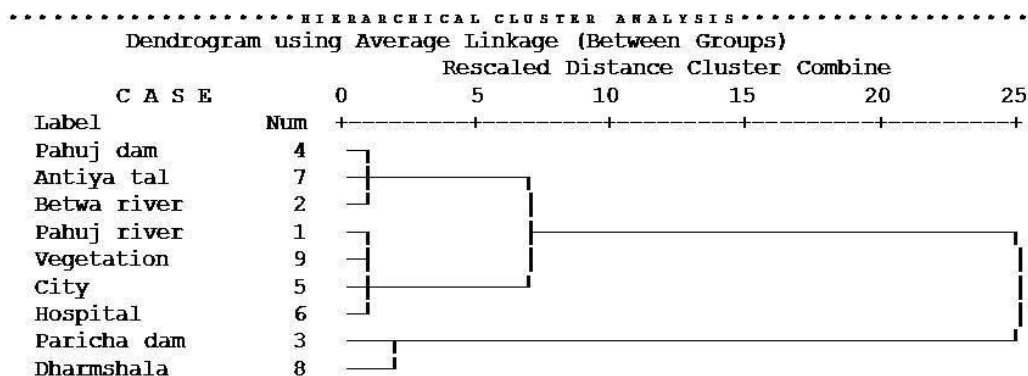 HIERARCHICAL CLUSTER ANALYSIS
Dendrogram using Average Linkage (Between Groups)
Rescaled Distance Cluster Combine
C A S E 0 5 10 15 20 25
Label Num
Pahuj dam 4
Antiya tal 7
Betwa river 2
Pahuj river 1
Vegetation 9
City 5
Hospital 6
Paricha dam 3
Dharmshala 8